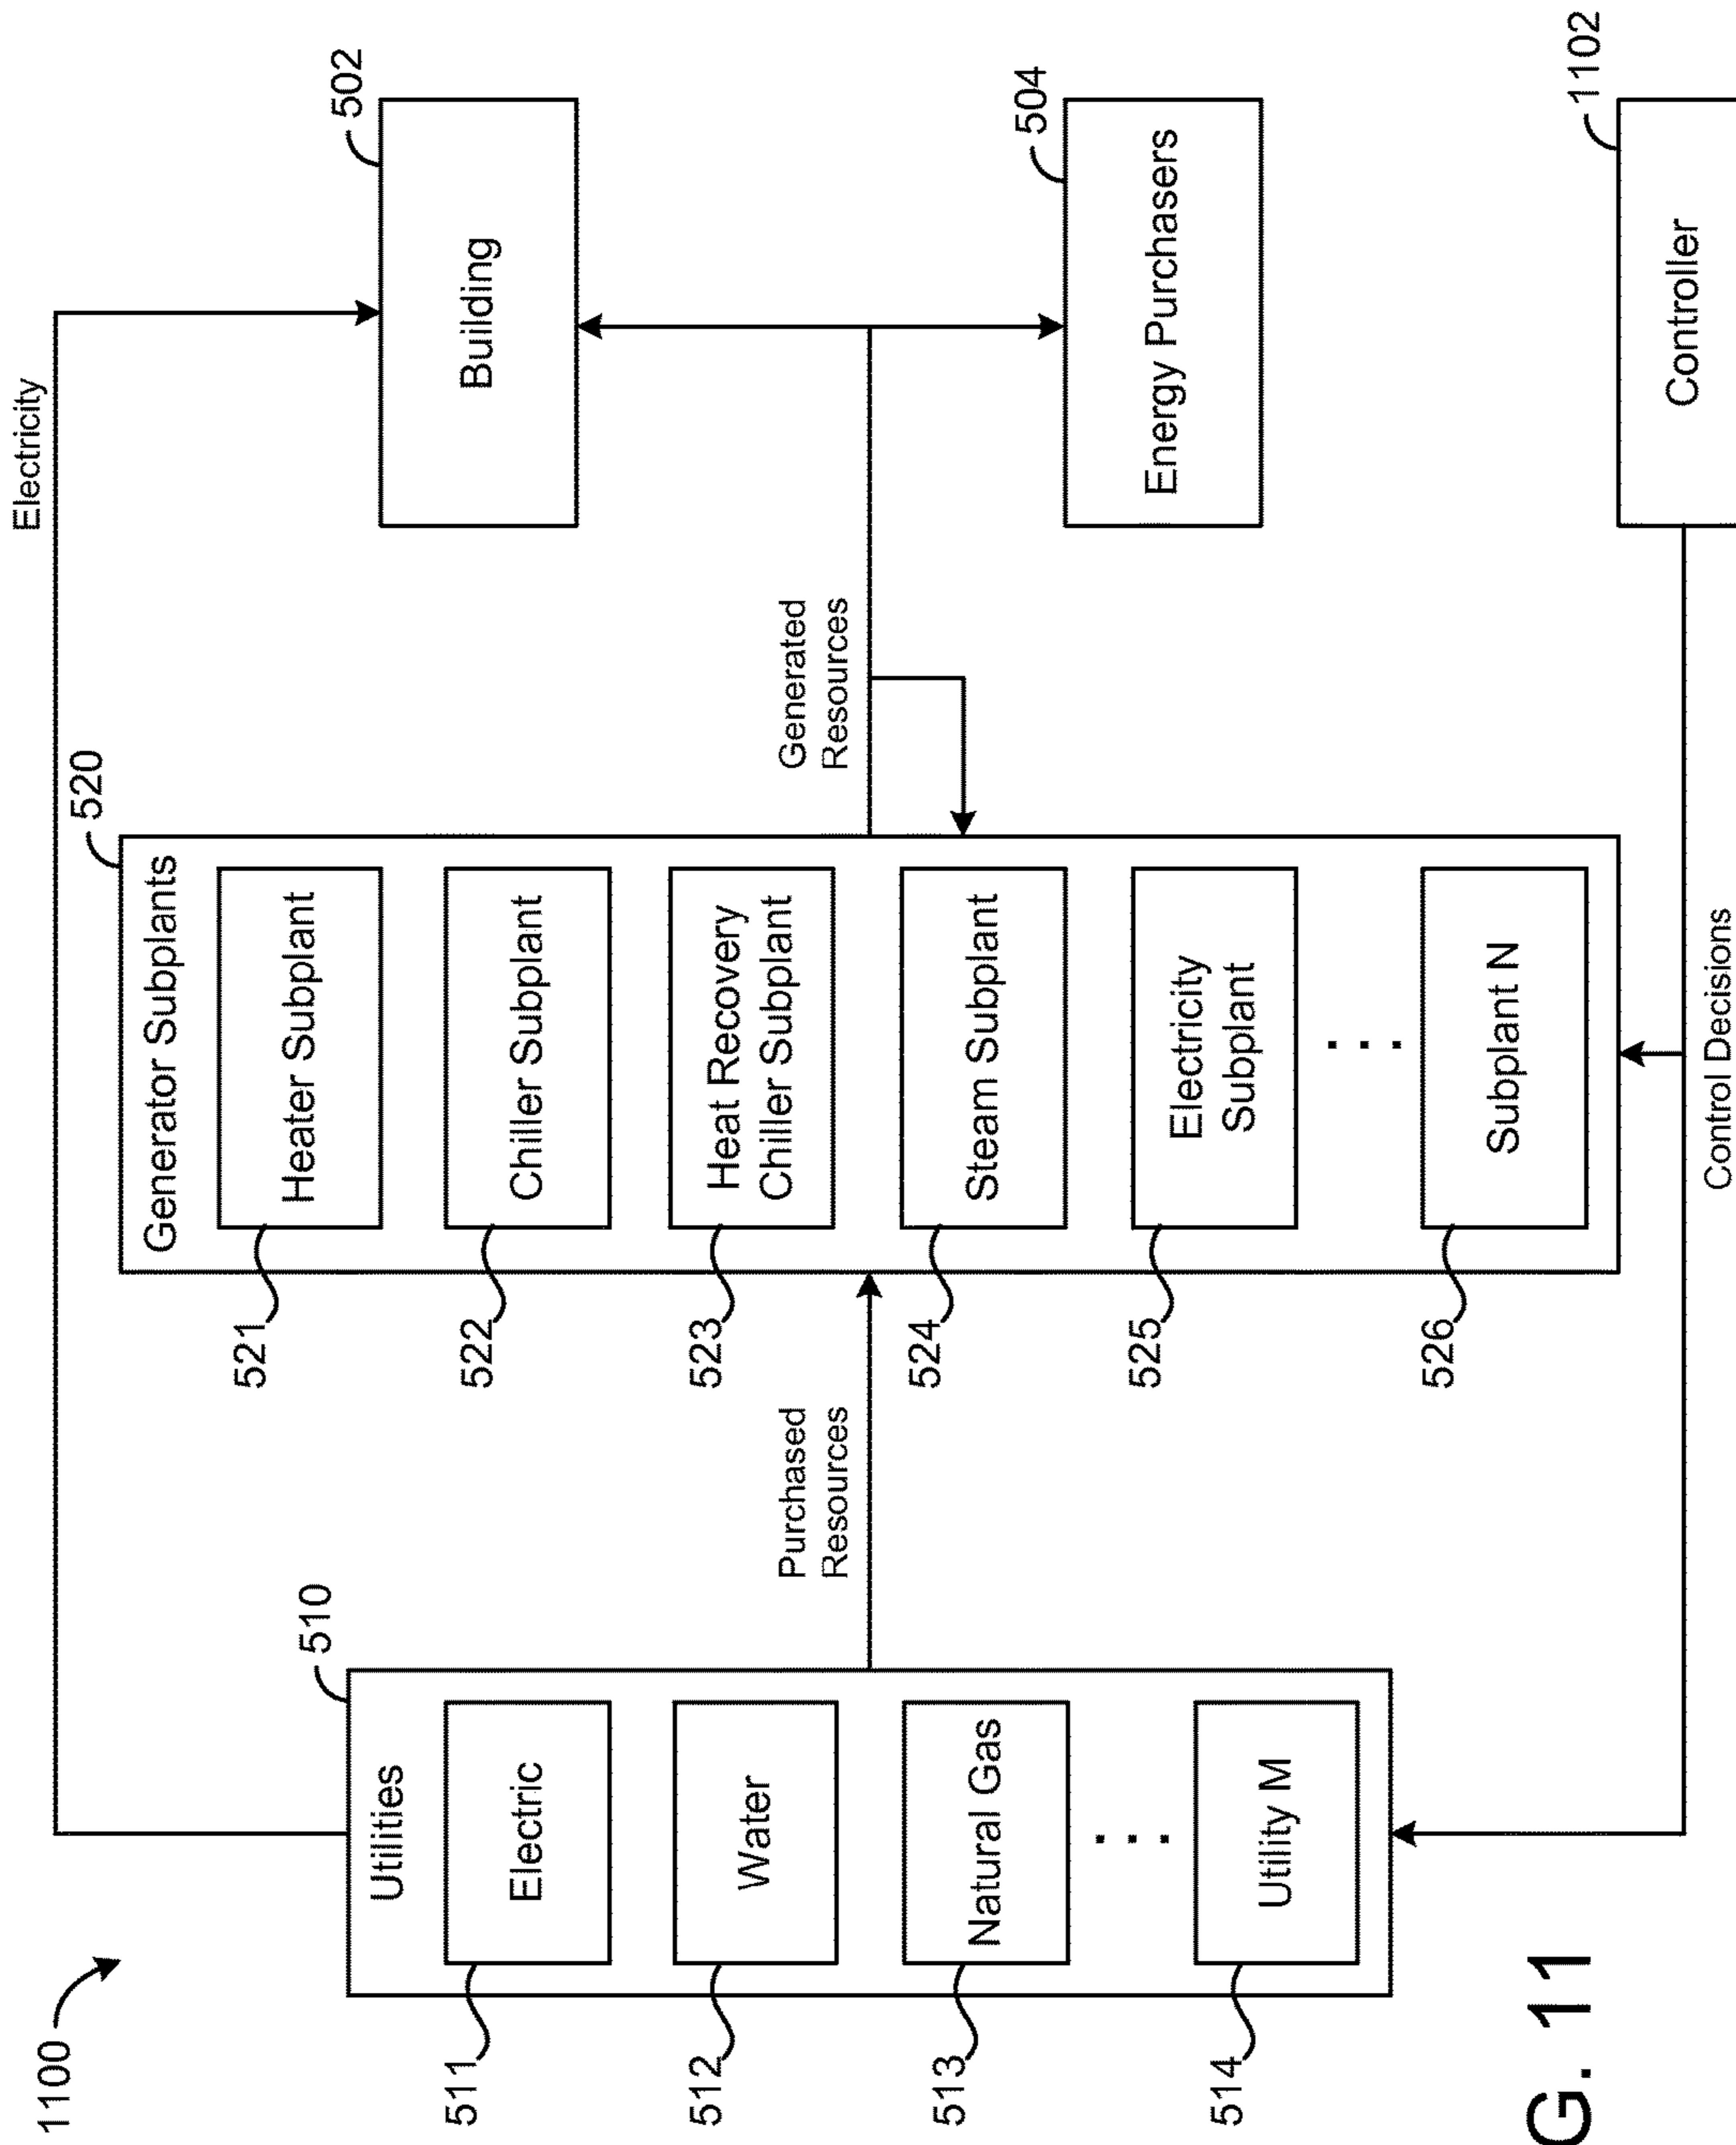 1100
Electricity
510
Utilities
511
Electric
512
Water
513
Natural Gas
. . .
514
Utility M
Purchased
Resources
520
Generator Subplants
521
Heater Subplant
522
Chiller Subplant
523
Heat Recovery
Chiller Subplant
524
Steam Subplant
525
Electricity
Subplant
. . .
526
Subplant N
Generated
Resources
502
Building
504
Energy Purchasers
1102
Controller
Control Decisions
G. 11